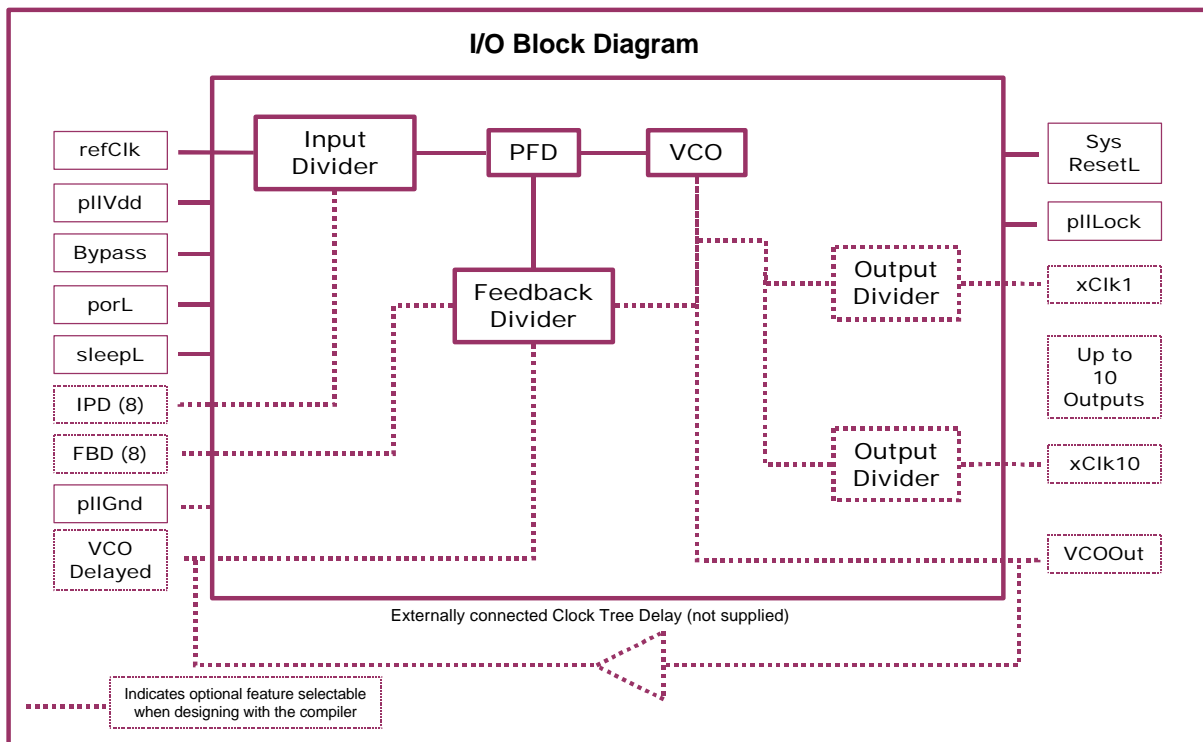 I/O Block Diagram
refClk
pllVdd
Bypass
porL
sleepL
IPD (8)
FBD (8)
pllGnd
VCO
Delayed
Input
Divider
PFD
VCO
Feedback
Divider
Output
Divider
Output
Divider
Sys
ResetL
pllLock
xClk1
Up to
10
Outputs
xClk10
VCOOut
Externally connected Clock Tree Delay (not supplied)
Indicates optional feature selectable
when designing with the compiler